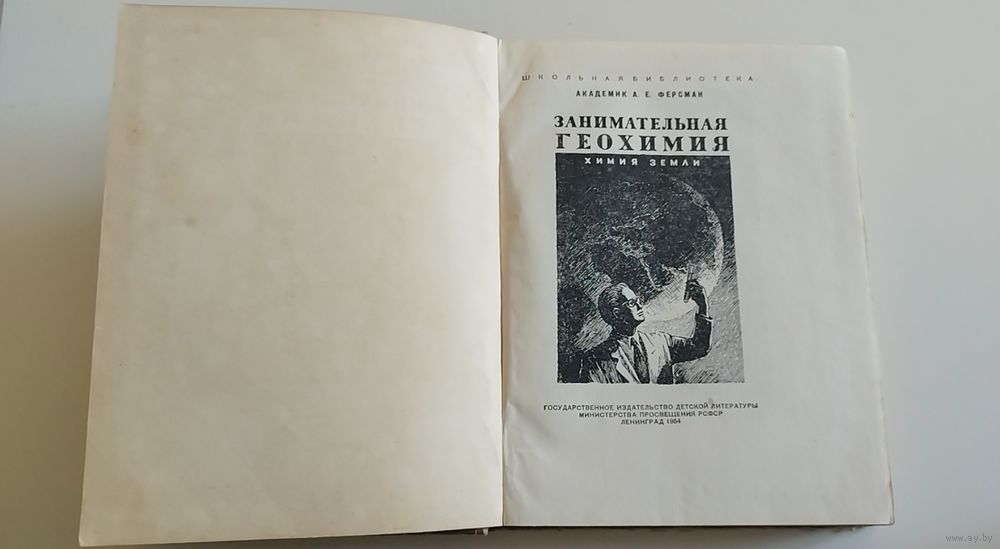 ШКОЛЬНАЯ БИБЛИОТЕКА
АКАДЕМИК А. Е. ФЕРСМАН
ЗАНИМАТЕЛЬНАЯ
ГЕОХИМИЯ
ХИМИЯ ЗЕМЛИ
ГОСУДАРСТВЕННОЕ ИЗДАТЕЛЬСТВО ДЕТСКОЙ ЛИТЕРАТУРЫ
МИНИСТЕРСТВА ПРОСВЕЩЕНИЯ РСФСР
ЛЕНИНГРАД 1954
www.ay.by